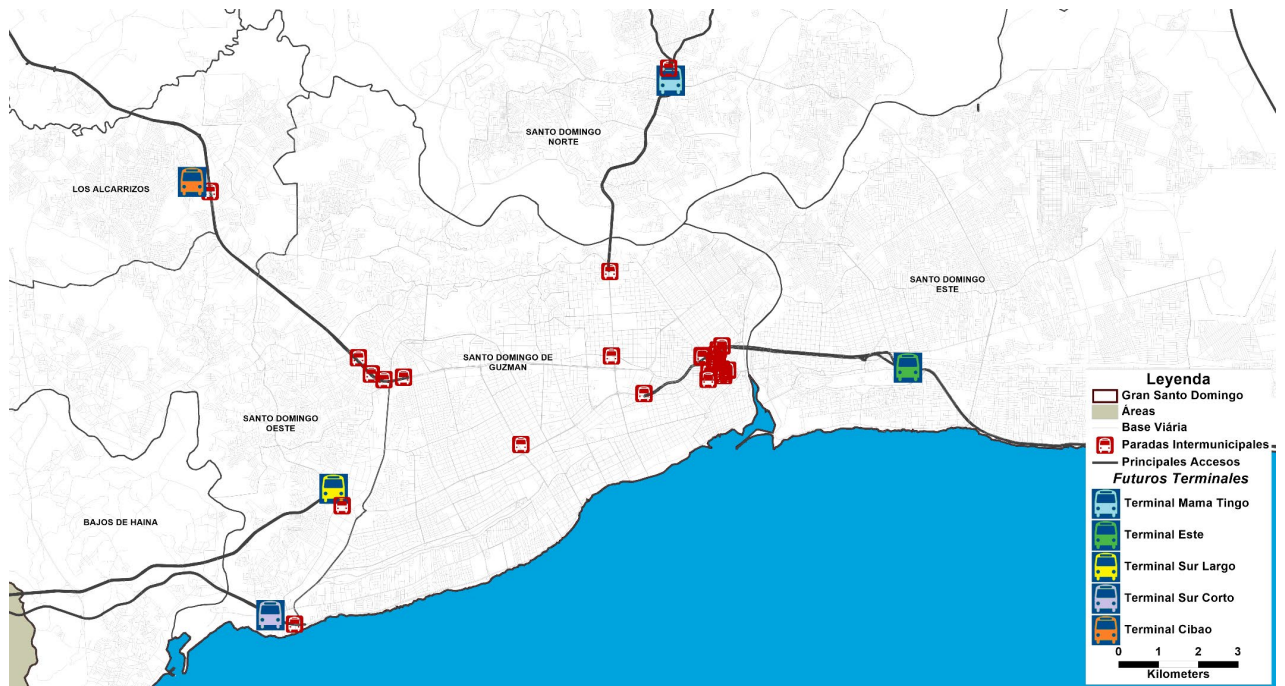 SANTO DOMINGO
NORTE
LOS ALCARRIZOS
SANTO DOMINGO
ESTE
SANTO DOMINGO DE
GUZMAN
SANTO DOMINGO
OESTE
BAJOS DE HAINA
Leyenda
Gran Santo Domingo
Áreas
Base Viária
Paradas Intermunicipales
Principales Accesos
Futuros Terminales
Terminal Mama Tingo
Terminal Este
Terminal Sur Largo
Terminal Sur Corto
Terminal Cibao
0 1 2 3
Kilometers